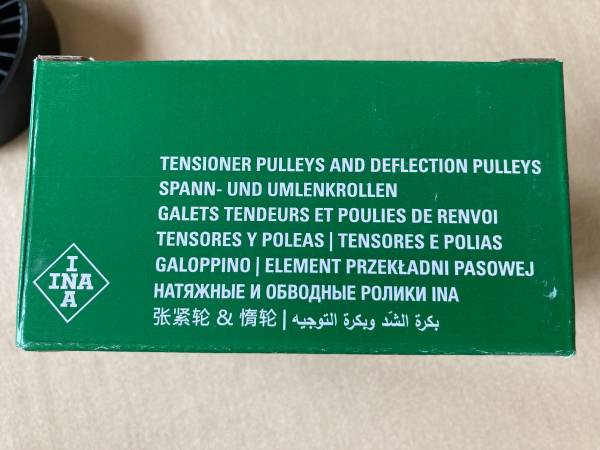 TENSIONER PULLEYS AND DEFLECTION PULLEYS
SPANN- UND UMLENKROLLEN
GALETS TENDEURS ET POULIES DE RENVOI
TENSORES Y POLEAS | TENSORES E POLIAS
GALOPPINO | ELEMENT PRZEKŁADNI PASOWEJ
НАТЯЖНЫЕ И ОБВОДНЫЕ РОЛИКИ INA
张紧轮 & 惰轮 | بكرة الشّد وبكرة التوجيه
I
INA
A